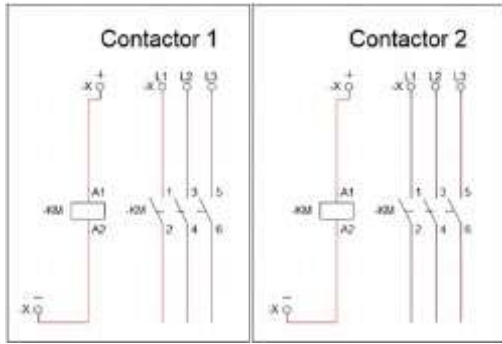 Contactor 1
+ L1 L2 L3
-X -X
A1 1 3 5
-KM -KM
A2 2 4 6
−
-X
Contactor 2
+ L1 L2 L3
-X -X
A1 1 3 5
-KM -KM
A2 2 4 6
−
-X